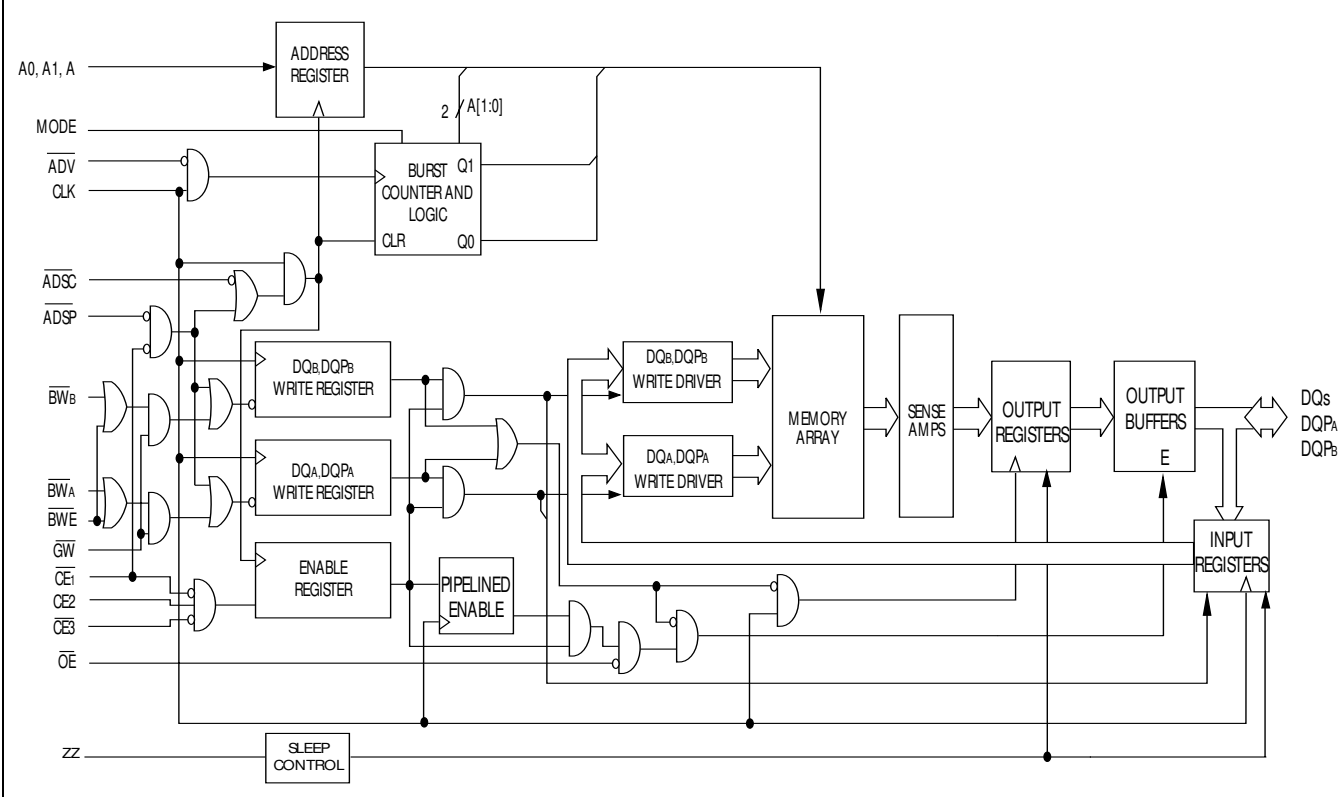 ADDRESS
REGISTER
A0, A1, A
2
A[1:0]
MODE
ADV
CLK
BURST
COUNTER AND
LOGIC
Q1
CLR
Q0
ADSC
ADSP
DQB,DQPB
WRITE REGISTER
DQB,DQPB
WRITE DRIVER
BWB
MEMORY
ARRAY
SENSE
AMPS
OUTPUT
REGISTERS
OUTPUT
BUFFERS
E
DQs
DQPA
DQPB
DQA,DQPA
WRITE REGISTER
DQA,DQPA
WRITE DRIVER
BWA
BWE
GW
CE1
CE2
CE3
ENABLE
REGISTER
PIPELINED
ENABLE
INPUT
REGISTERS
OE
ZZ
SLEEP
CONTROL